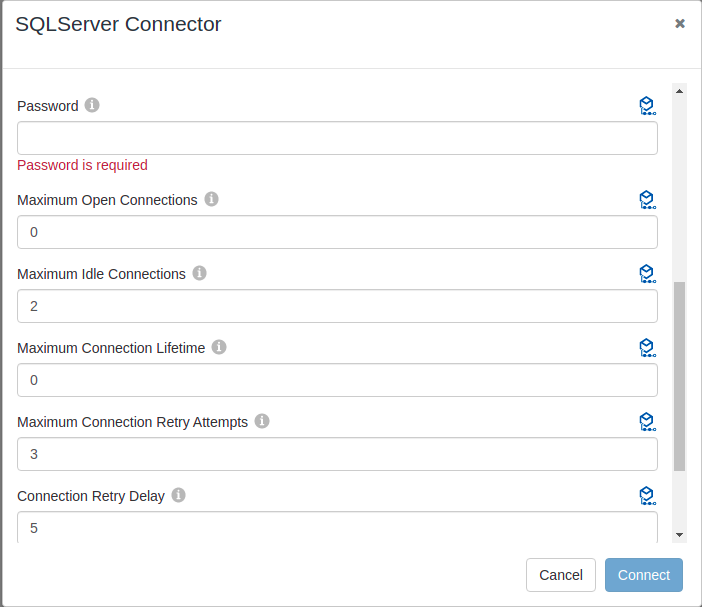 SQLServer Connector
Password
Password is required
Maximum Open Connections
0
Maximum Idle Connections
2
Maximum Connection Lifetime
0
Maximum Connection Retry Attempts
3
Connection Retry Delay
5
Cancel Connect